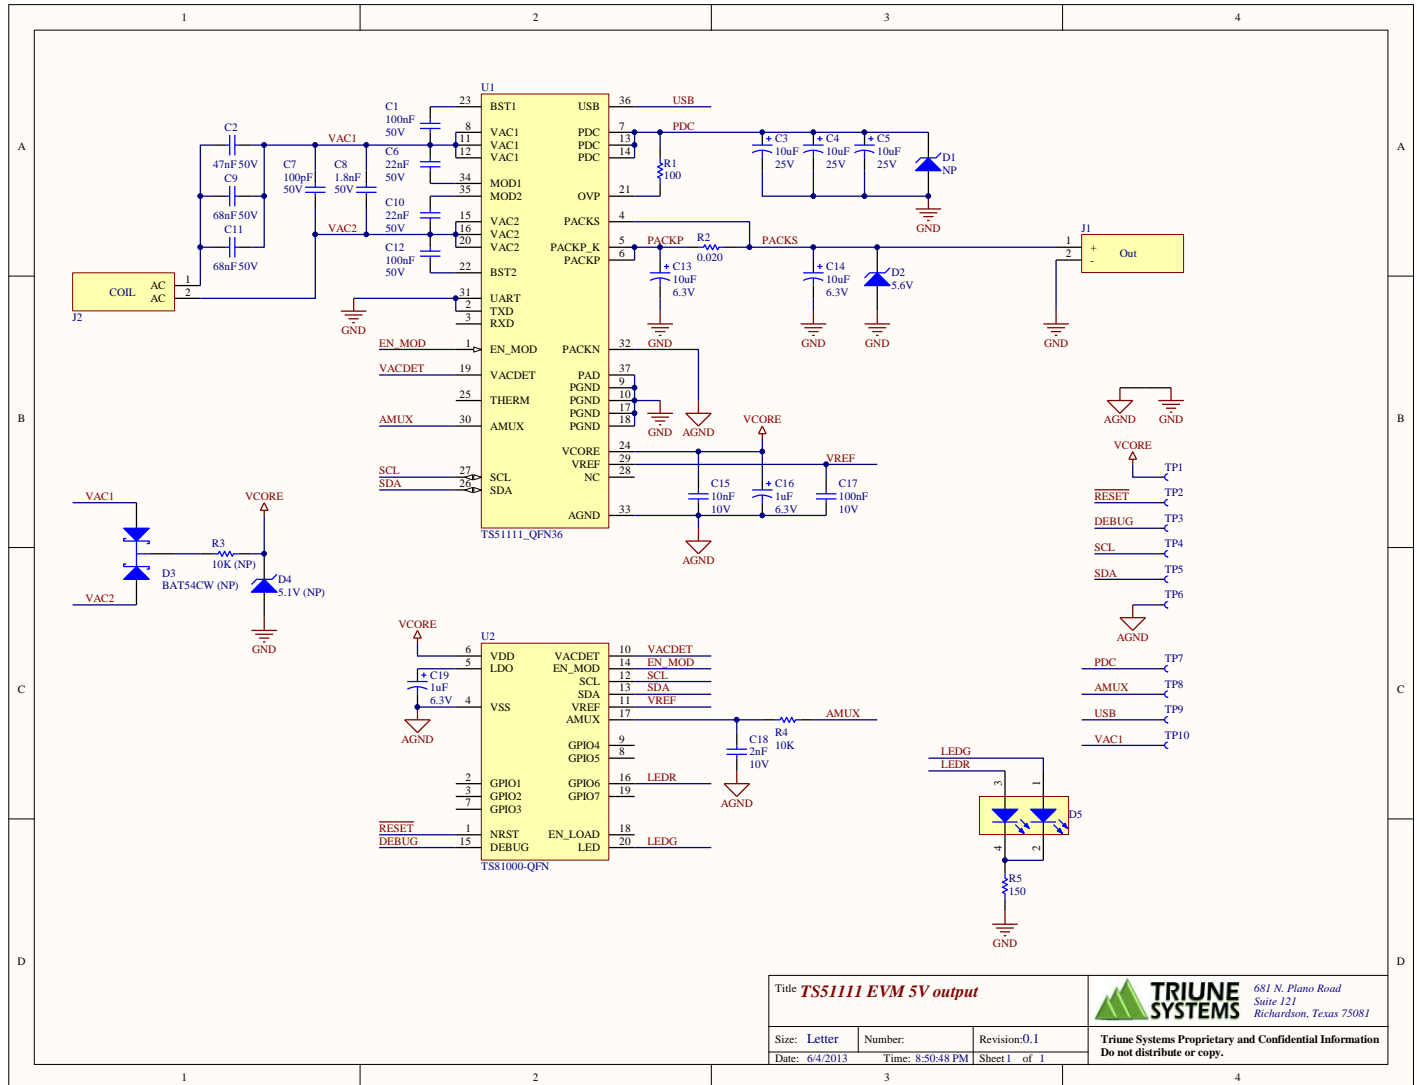 1 2 3 4
A
B
C
D
A
B
C
D
1 2 3 4
U1
TS51111_QFN36
23 BST1
8 VAC1
11 VAC1
12 VAC1
34 MOD1
35 MOD2
15 VAC2
16 VAC2
20 VAC2
22 BST2
31 UART
2 TXD
3 RXD
1 EN_MOD
19 VACDET
25 THERM
30 AMUX
27 SCL
26 SDA
USB 36
PDC 7
PDC 13
PDC 14
OVP 21
PACKS 4
PACKP_K 5
PACKP 6
PACKN 32
PAD 37
PGND 9
PGND 10
PGND 17
PGND 18
VCORE 24
VREF 29
NC 28
AGND 33
C1
100nF
50V
C2
47nF 50V
C9
68nF 50V
C11
68nF 50V
C7
100pF
50V
C8
1.8nF
50V
C6
22nF
50V
C10
22nF
50V
C12
100nF
50V
VAC1
VAC2
COIL
AC 1
AC 2
J2
GND
EN_MOD
VACDET
AMUX
SCL
SDA
USB
PDC
R1
100
+ C3
10uF
25V
+ C4
10uF
25V
+ C5
10uF
25V
D1
NP
GND
PACKP
R2
0.020
PACKS
+ C13
10uF
6.3V
GND
+ C14
10uF
6.3V
GND
D2
5.6V
GND
J1
1 +
2 -
Out
GND
GND
AGND
VCORE
VREF
C15
10nF
10V
+ C16
1uF
6.3V
C17
100nF
10V
AGND
AGND
GND
VCORE
TP1
RESET TP2
DEBUG TP3
SCL TP4
SDA TP5
TP6
AGND
PDC TP7
AMUX TP8
USB TP9
VAC1 TP10
VAC1
VAC2
D3
BAT54CW (NP)
R3
10K (NP)
VCORE
D4
5.1V (NP)
GND
VCORE
+ C19
1uF
6.3V
AGND
U2
TS81000-QFN
6 VDD
5 LDO
4 VSS
2 GPIO1
3 GPIO2
7 GPIO3
1 NRST
15 DEBUG
RESET
DEBUG
VACDET 10 VACDET
EN_MOD 14 EN_MOD
SCL 12 SCL
SDA 13 SDA
VREF 11 VREF
AMUX 17
GPIO4 9
GPIO5 8
GPIO6 16 LEDR
GPIO7 19
EN_LOAD 18
LED 20 LEDG
C18
2nF
10V
AGND
R4
10K
AMUX
LEDG
LEDR
3 1
D5
4 2
R5
150
GND
Title TS51111 EVM 5V output
Size: Letter Number: Revision:0.1
Date: 6/4/2013 Time: 8:50:48 PM Sheet 1 of 1
TRIUNE
SYSTEMS
681 N. Plano Road
Suite 121
Richardson, Texas 75081
Triune Systems Proprietary and Confidential Information
Do not distribute or copy.